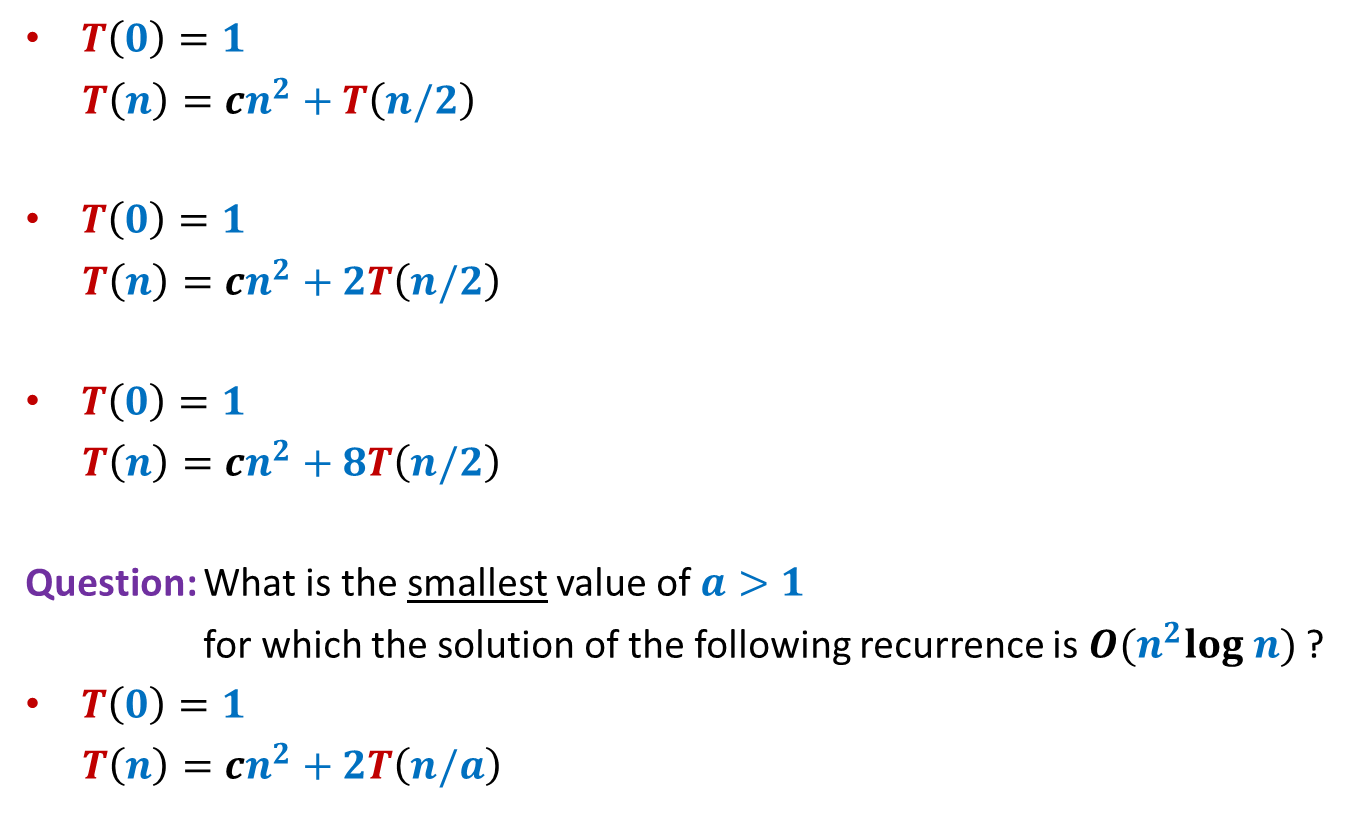 • T(0) = 1
T(n) = cn² + T(n/2)
• T(0) = 1
T(n) = cn² + 2T(n/2)
• T(0) = 1
T(n) = cn² + 8T(n/2)
Question: What is the smallest value of a > 1
for which the solution of the following recurrence is O(n² log n) ?
• T(0) = 1
T(n) = cn² + 2T(n/a)